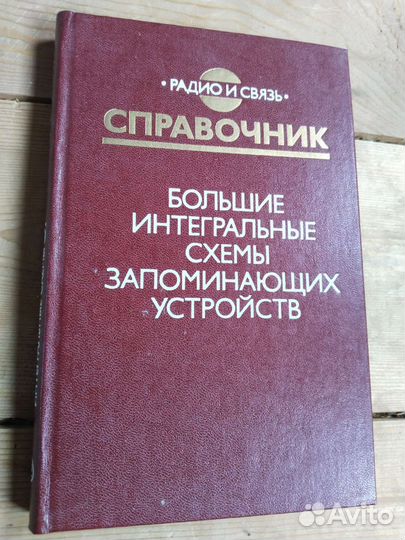 • РАДИО И СВЯЗЬ •
СПРАВОЧНИК
БОЛЬШИЕ
ИНТЕГРАЛЬНЫЕ
СХЕМЫ
ЗАПОМИНАЮЩИХ
УСТРОЙСТВ
Avito